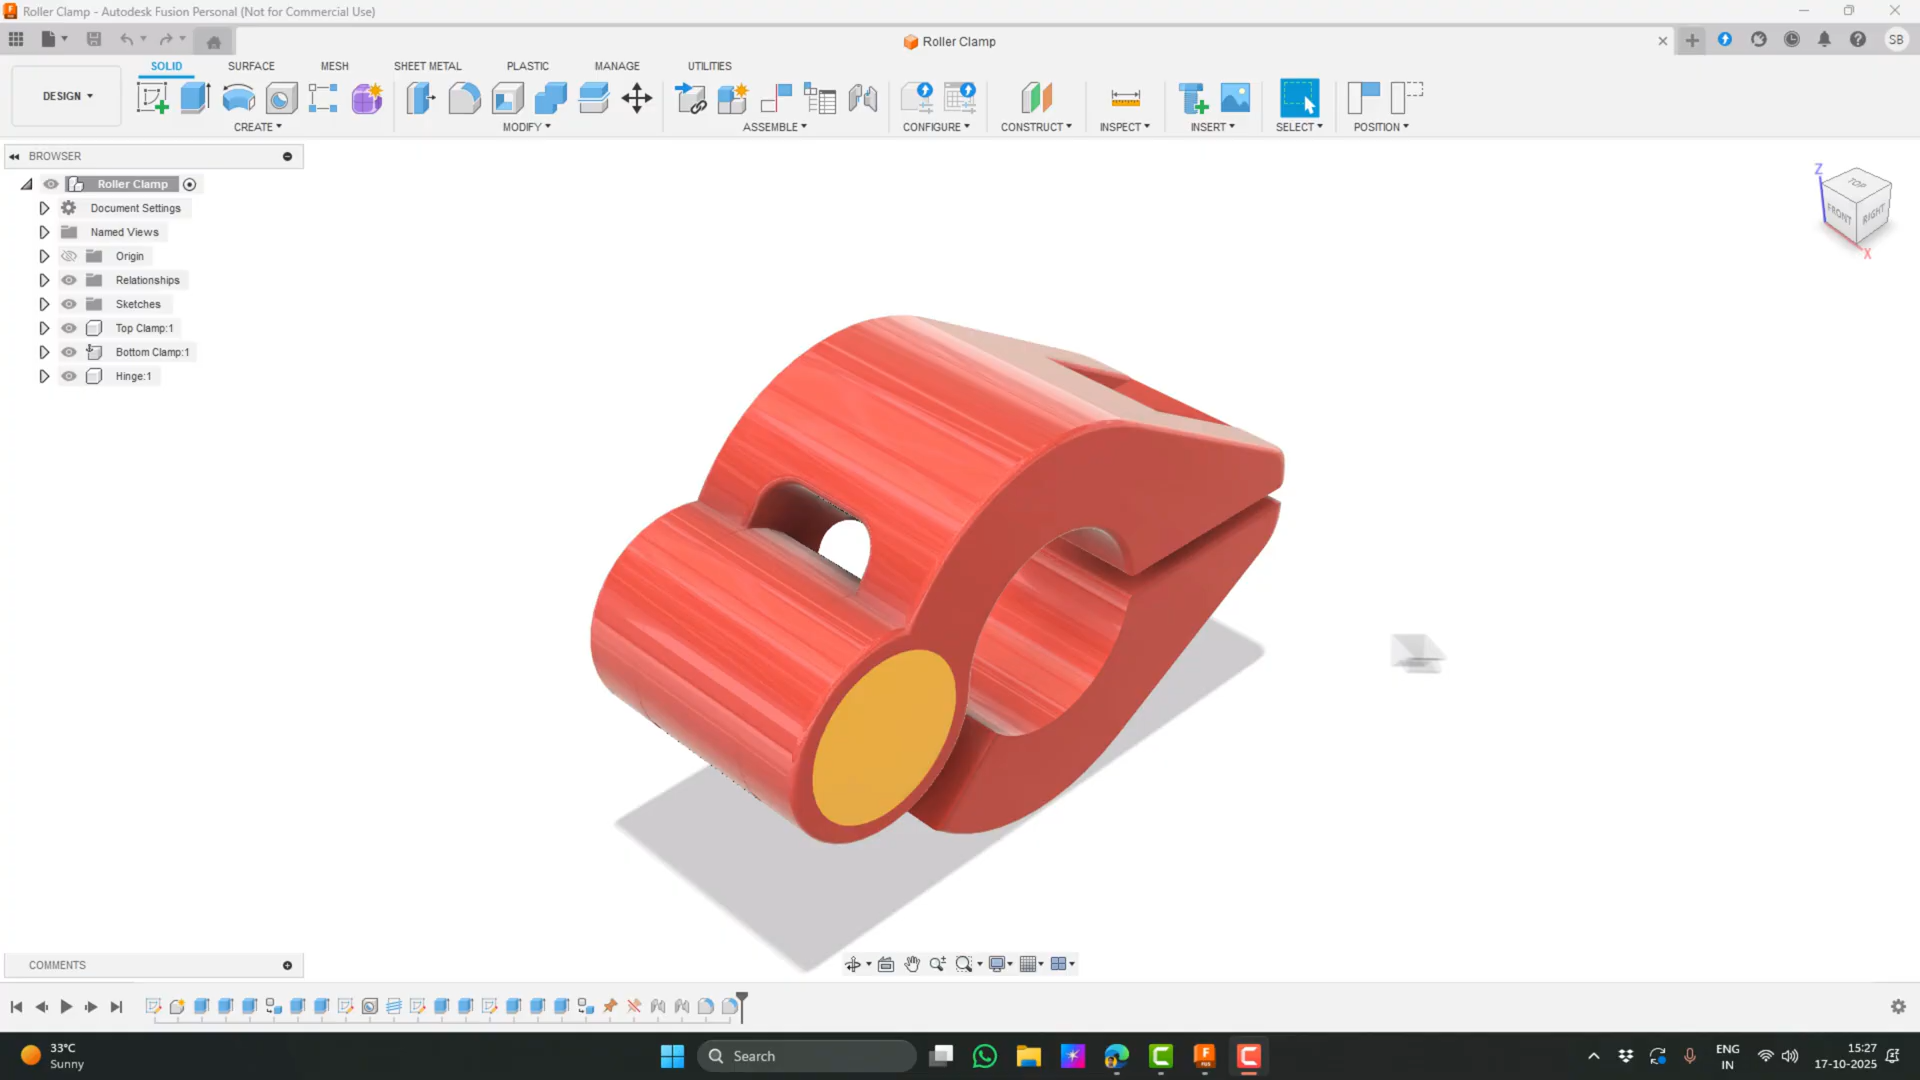 Roller Clamp - Autodesk Fusion Personal (Not for Commercial Use)
Roller Clamp
SB
DESIGN
SOLID
SURFACE
MESH
SHEET METAL
PLASTIC
MANAGE
UTILITIES
CREATE
MODIFY
ASSEMBLE
CONFIGURE
CONSTRUCT
INSPECT
INSERT
SELECT
POSITION
BROWSER
Roller Clamp
Document Settings
Named Views
Origin
Relationships
Sketches
Top Clamp:1
Bottom Clamp:1
Hinge:1
Z
TOP
FRONT
RIGHT
X
COMMENTS
33°C
Sunny
Search
ENG
IN
15:27
17-10-2025